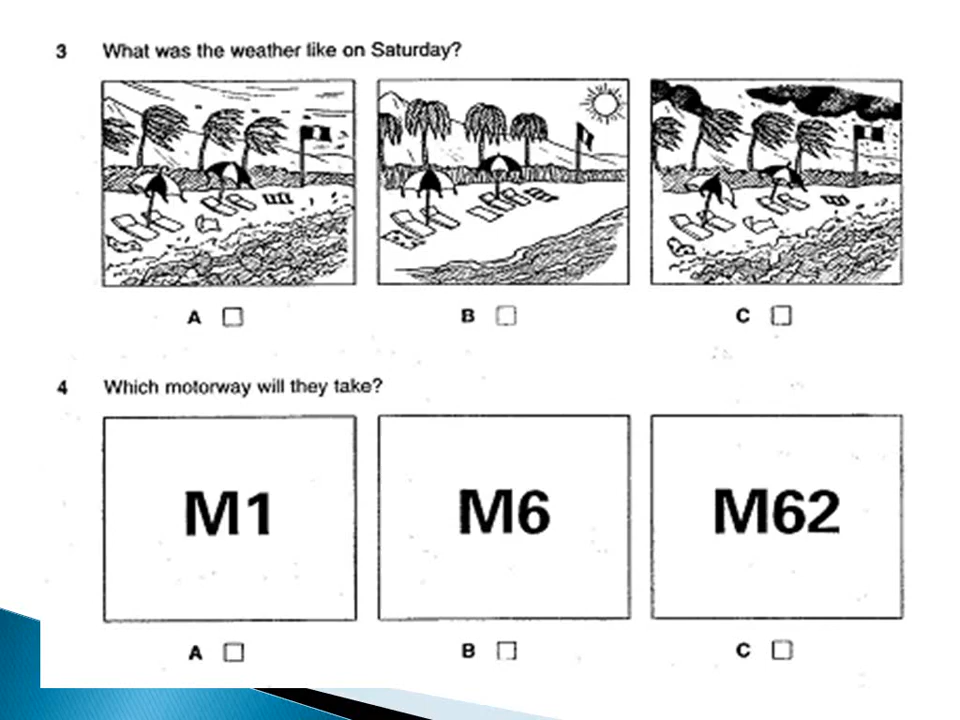 3 What was the weather like on Saturday?
A B C
4 Which motorway will they take?
M1 M6 M62
A B C